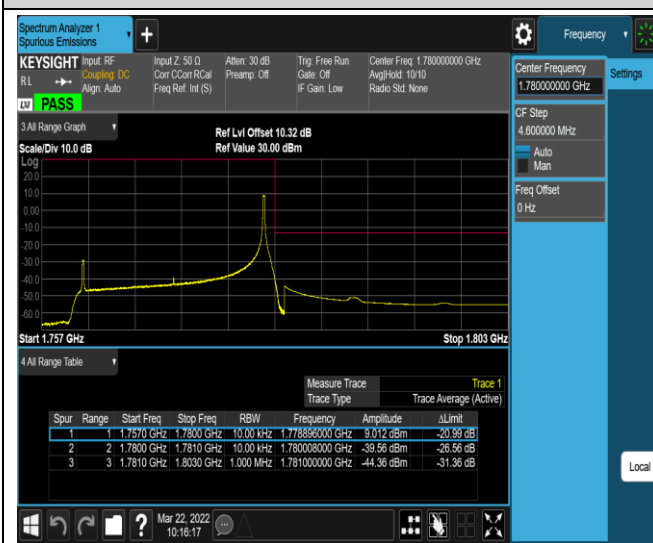 Spectrum Analyzer 1
Spurious Emissions
Frequency
KEYSIGHT
RL
Input: RF
Coupling: DC
Align: Auto
Input Z: 50 Ω
Corr CCorr RCal
Freq Ref: Int (S)
Atten: 30 dB
Preamp: Off
Trig: Free Run
Gate: Off
IF Gain: Low
Center Freq: 1.780000000 GHz
Avg|Hold: 10/10
Radio Std: None
PASS
Center Frequency
1.780000000 GHz
Settings
CF Step
4.600000 MHz
Auto
Man
Freq Offset
0 Hz
3 All Range Graph
Scale/Div 10.0 dB
Ref Lvl Offset 10.32 dB
Ref Value 30.00 dBm
Log
20.0
10.0
0.00
-10.0
-20.0
-30.0
-40.0
-50.0
-60.0
Start 1.757 GHz
Stop 1.803 GHz
4 All Range Table
Measure Trace Trace 1
Trace Type Trace Average (Active)
Spur Range Start Freq Stop Freq RBW Frequency Amplitude ΔLimit
1 1 1.7570 GHz 1.7800 GHz 10.00 kHz 1.778896000 GHz 9.012 dBm -20.99 dB
2 2 1.7800 GHz 1.7810 GHz 10.00 kHz 1.780008000 GHz -39.56 dBm -26.56 dB
3 3 1.7810 GHz 1.8030 GHz 1.000 MHz 1.781000000 GHz -44.36 dBm -31.36 dB
Local
Mar 22, 2022
10:16:17